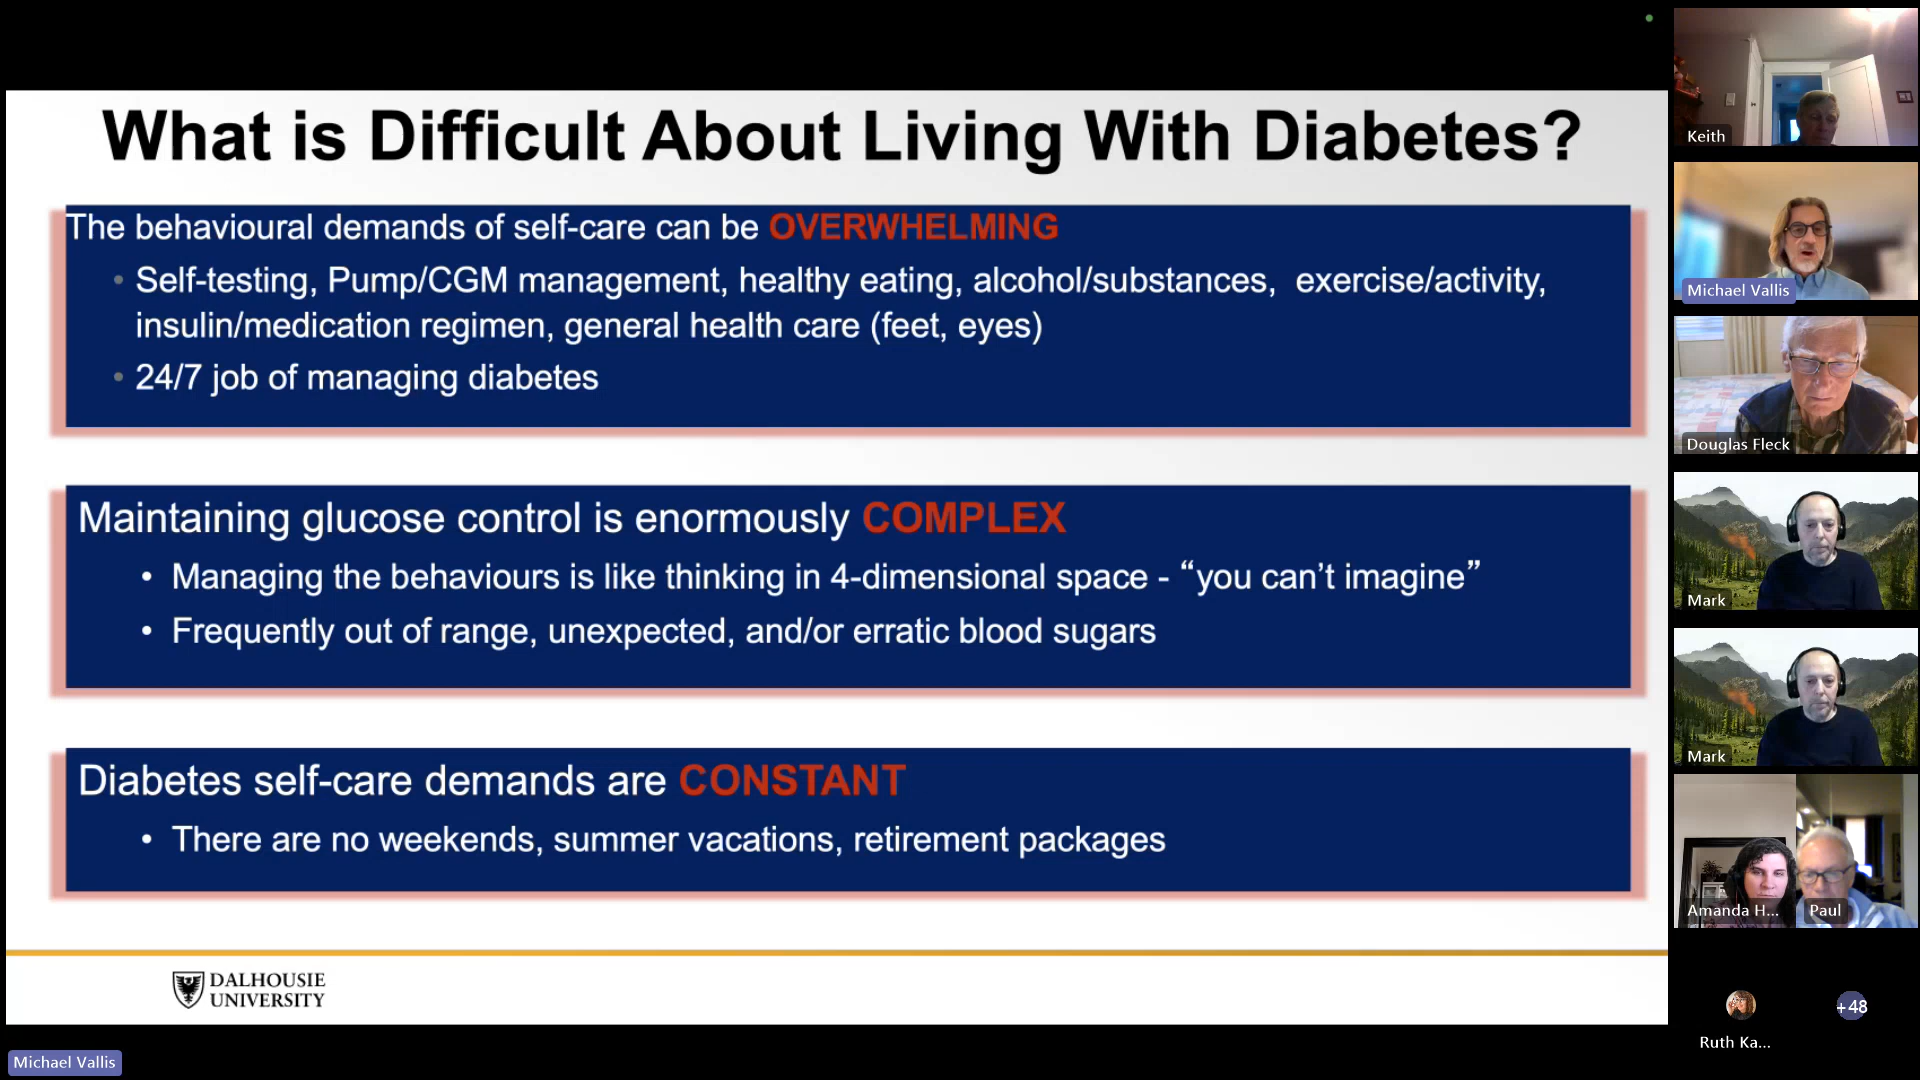 What is Difficult About Living With Diabetes?
The behavioural demands of self-care can be OVERWHELMING
• Self-testing, Pump/CGM management, healthy eating, alcohol/substances, exercise/activity,
insulin/medication regimen, general health care (feet, eyes)
• 24/7 job of managing diabetes
Maintaining glucose control is enormously COMPLEX
• Managing the behaviours is like thinking in 4-dimensional space - “you can’t imagine”
• Frequently out of range, unexpected, and/or erratic blood sugars
Diabetes self-care demands are CONSTANT
• There are no weekends, summer vacations, retirement packages
DALHOUSIE
UNIVERSITY
Michael Vallis
Keith
Michael Vallis
Douglas Fleck
Mark
Mark
Amanda H...
Paul
+48
Ruth Ka...